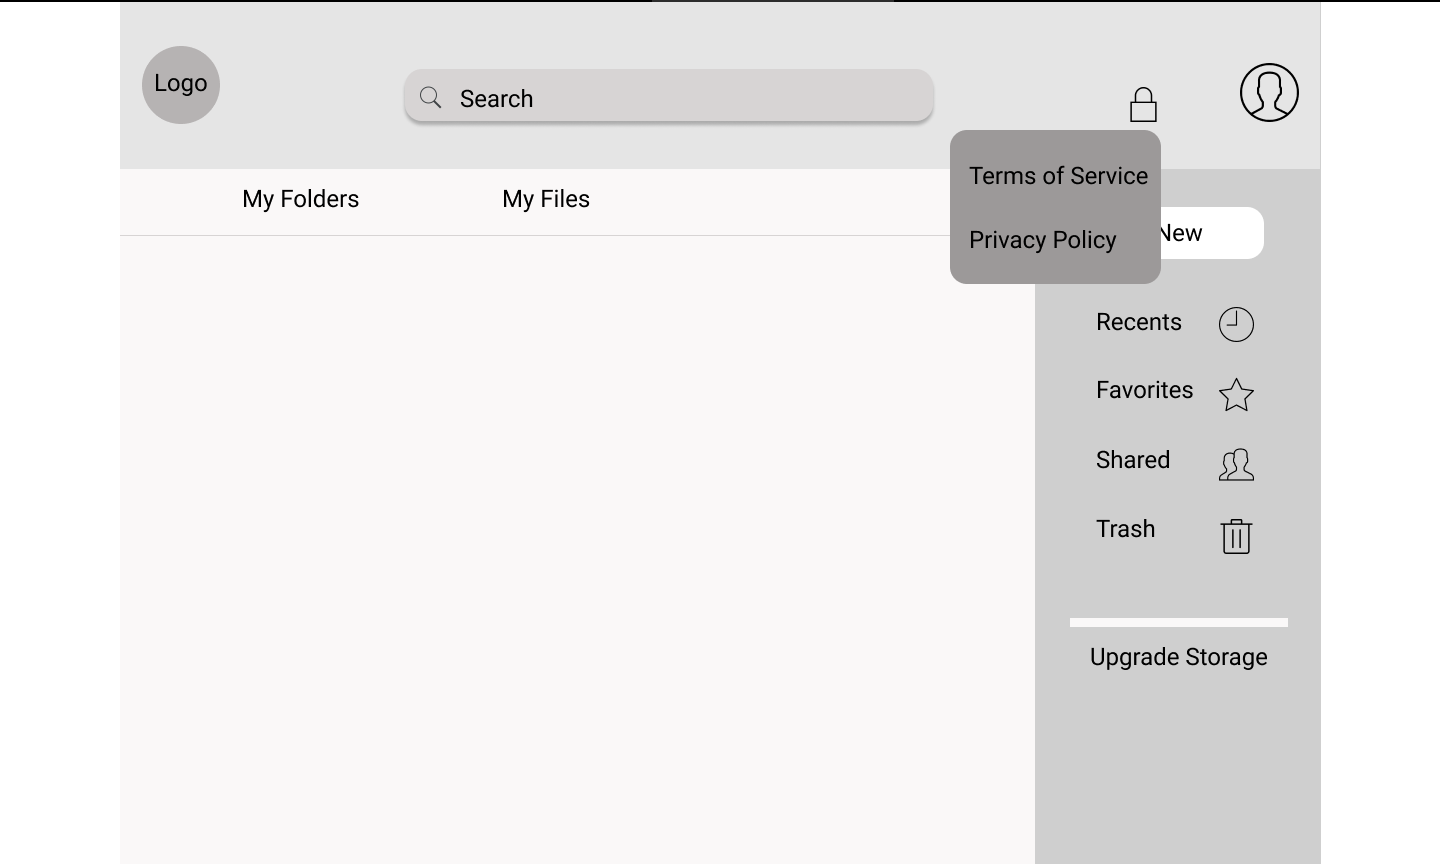 Logo
Search
Terms of Service
My Folders
My Files
Privacy Policy
New
Recents
Favorites
Shared
Trash
Upgrade Storage